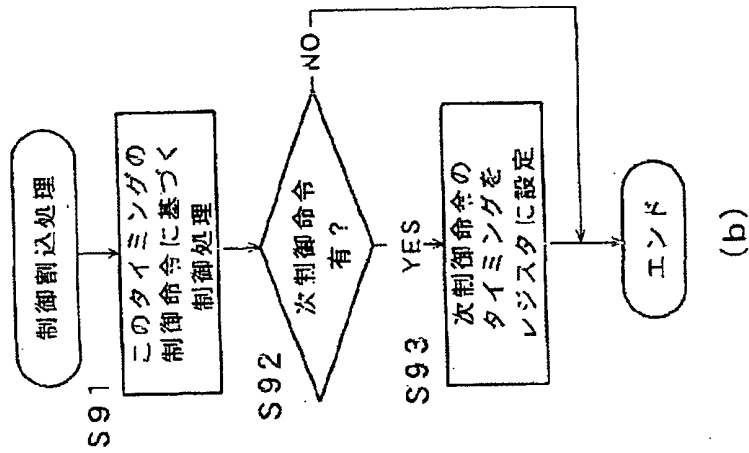 制御割込処理
S91
このタイミングの
制御命令に基づく
制御処理
S92
次制御命令
有?
NO
YES
S93
次制御命令の
タイミングを
レジスタに設定
エンド
(b)